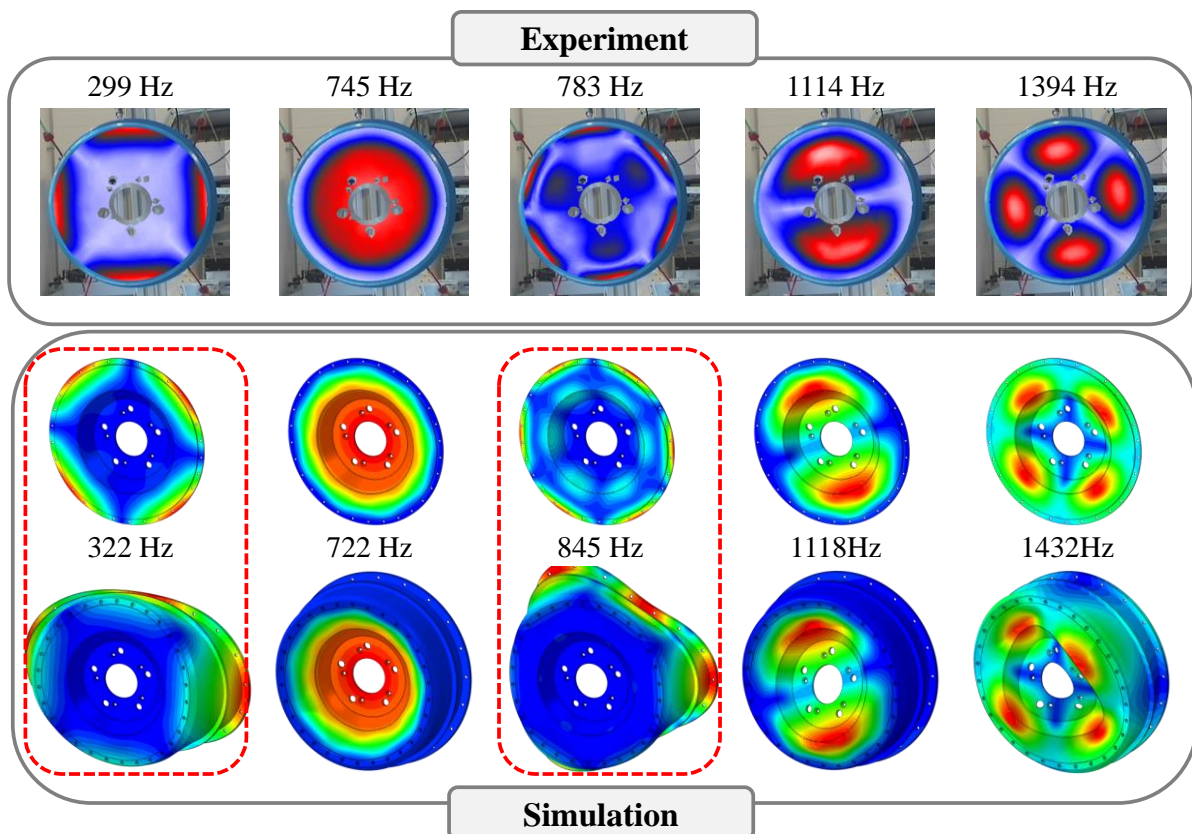 Experiment
299 Hz 745 Hz 783 Hz 1114 Hz 1394 Hz
322 Hz 722 Hz 845 Hz 1118Hz 1432Hz
Simulation